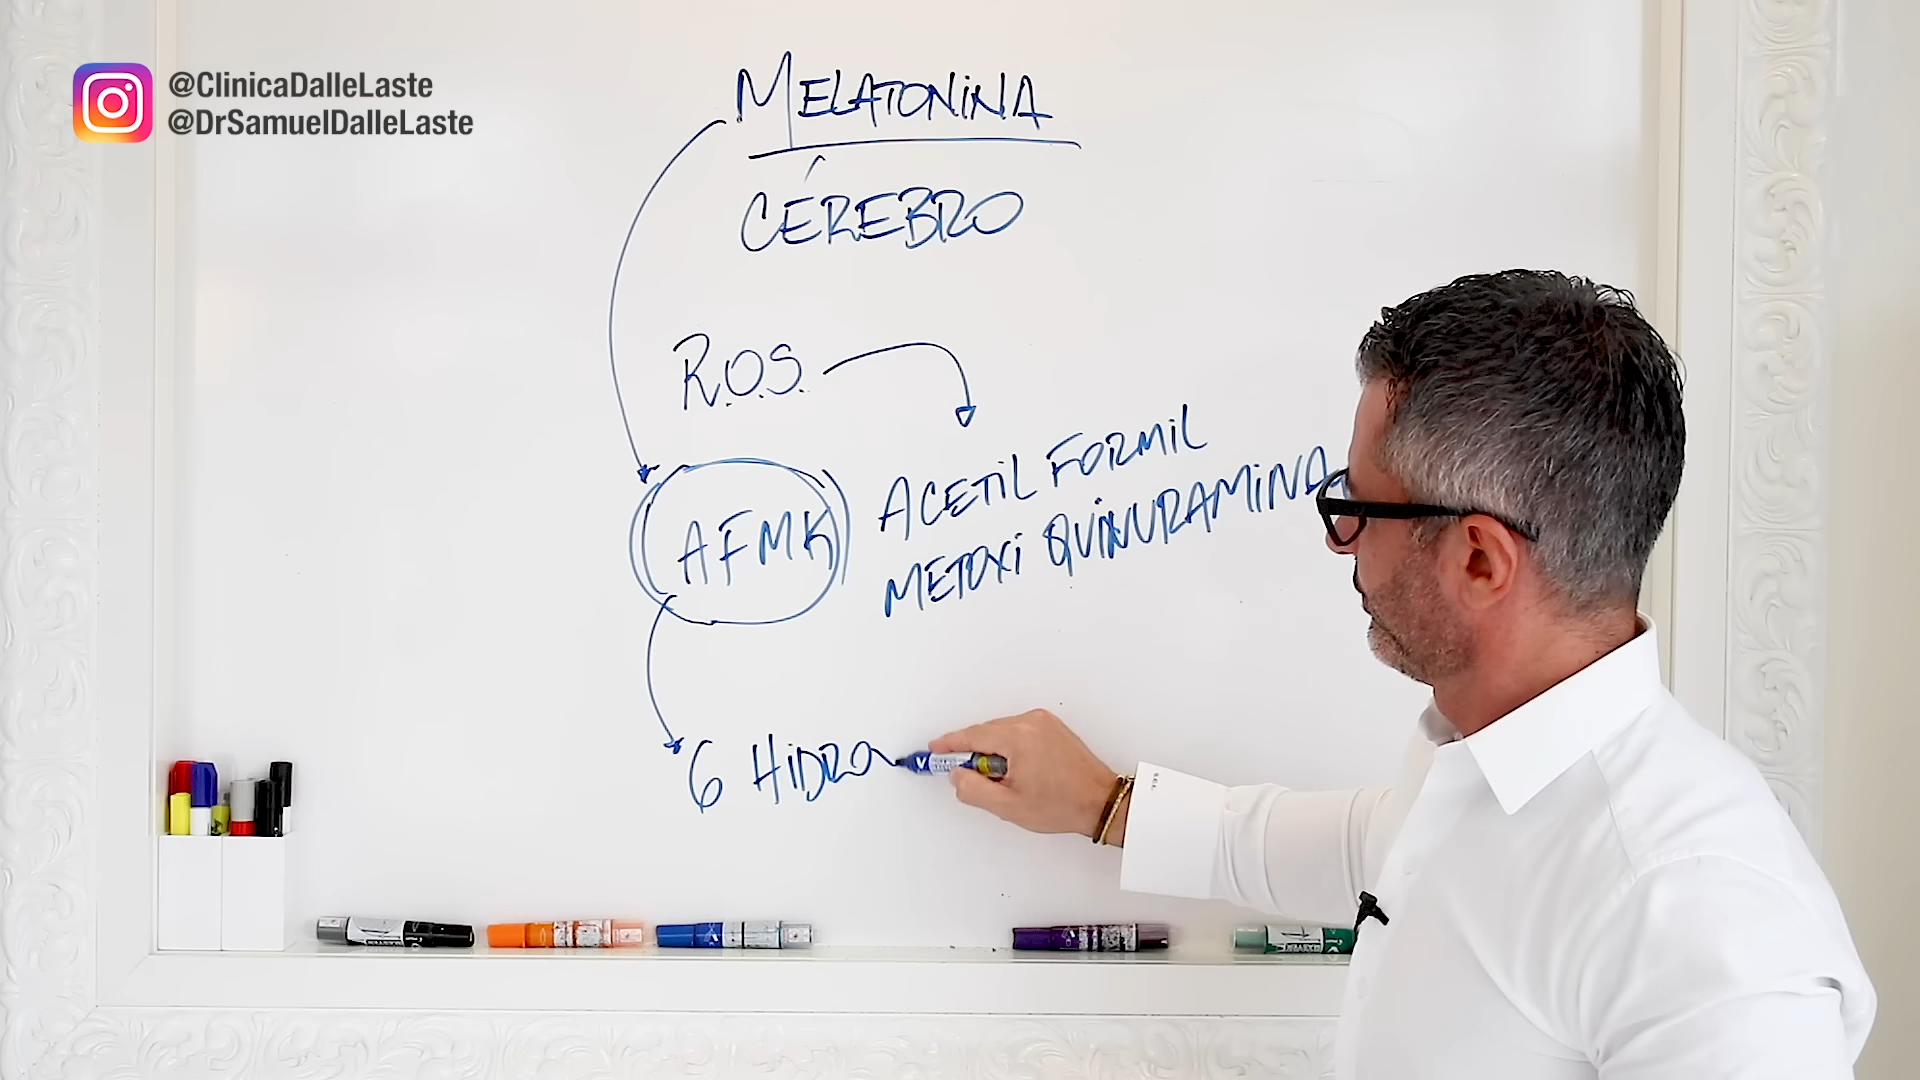 @ClinicaDalleLaste
@DrSamuelDalleLaste
MELATONINA
CÉREBRO
R.O.S.
ACETIL FORMIL
METOXI QUINURAMINA
AFMK
6 HIDRO